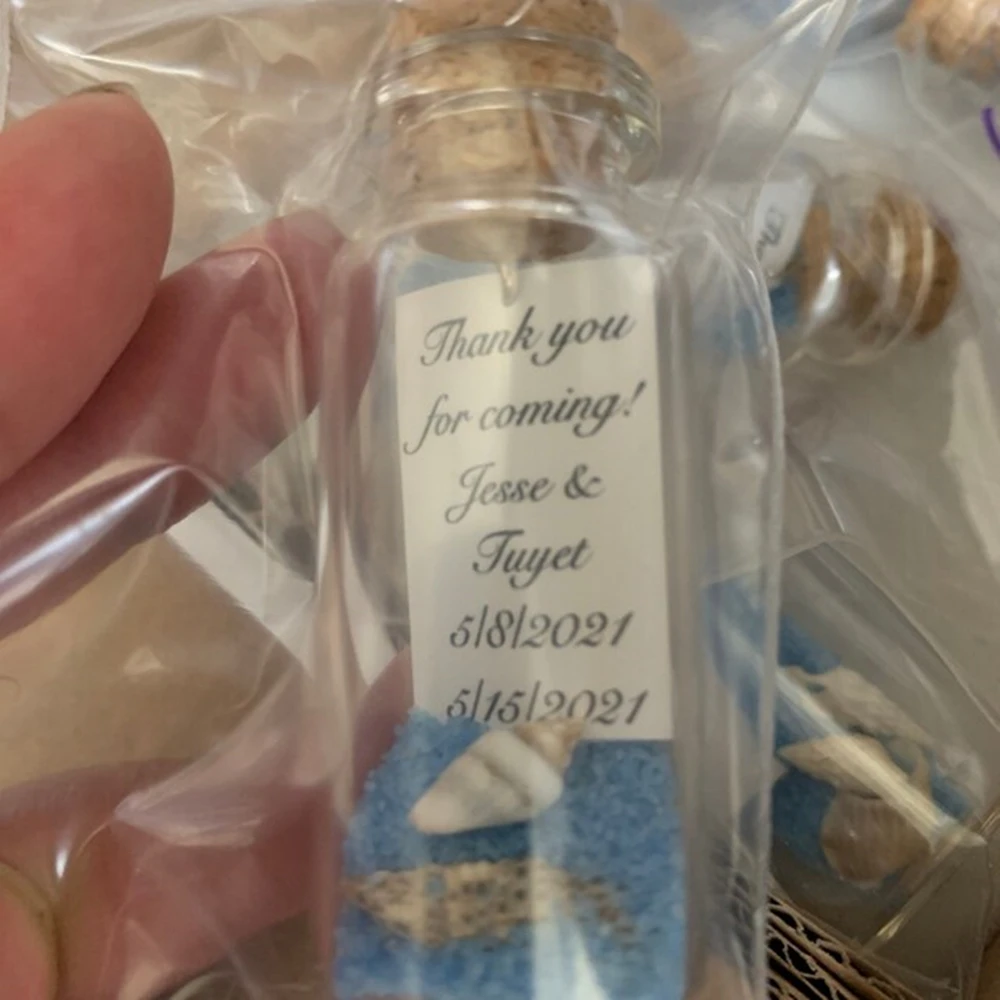 Thank you
for coming!
Jesse &
Tuyet
5|8|2021
5|15|2021